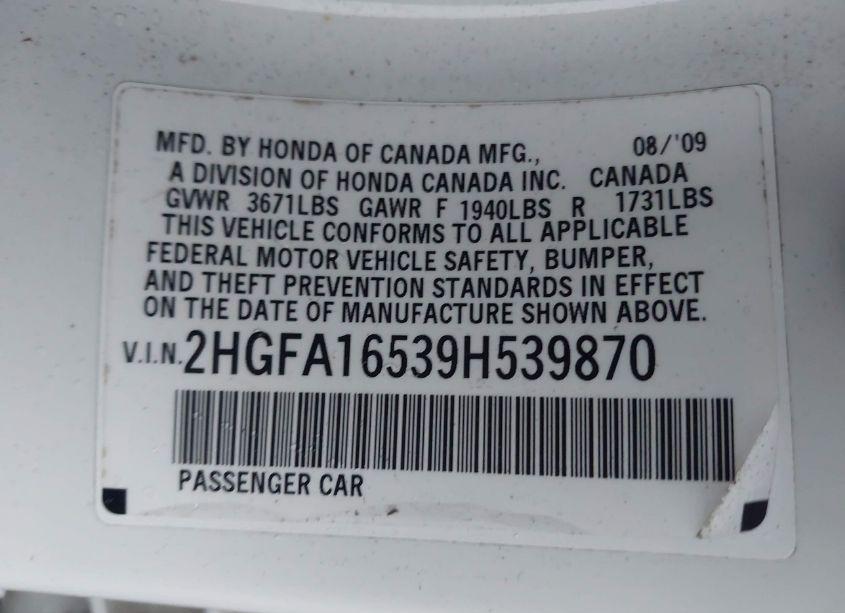 MFD. BY HONDA OF CANADA MFG., 08/'09
A DIVISION OF HONDA CANADA INC. CANADA
GVWR 3671LBS GAWR F 1940LBS R 1731LBS
THIS VEHICLE CONFORMS TO ALL APPLICABLE
FEDERAL MOTOR VEHICLE SAFETY, BUMPER,
AND THEFT PREVENTION STANDARDS IN EFFECT
ON THE DATE OF MANUFACTURE SHOWN ABOVE.
V.I.N.2HGFA16539H539870
PASSENGER CAR